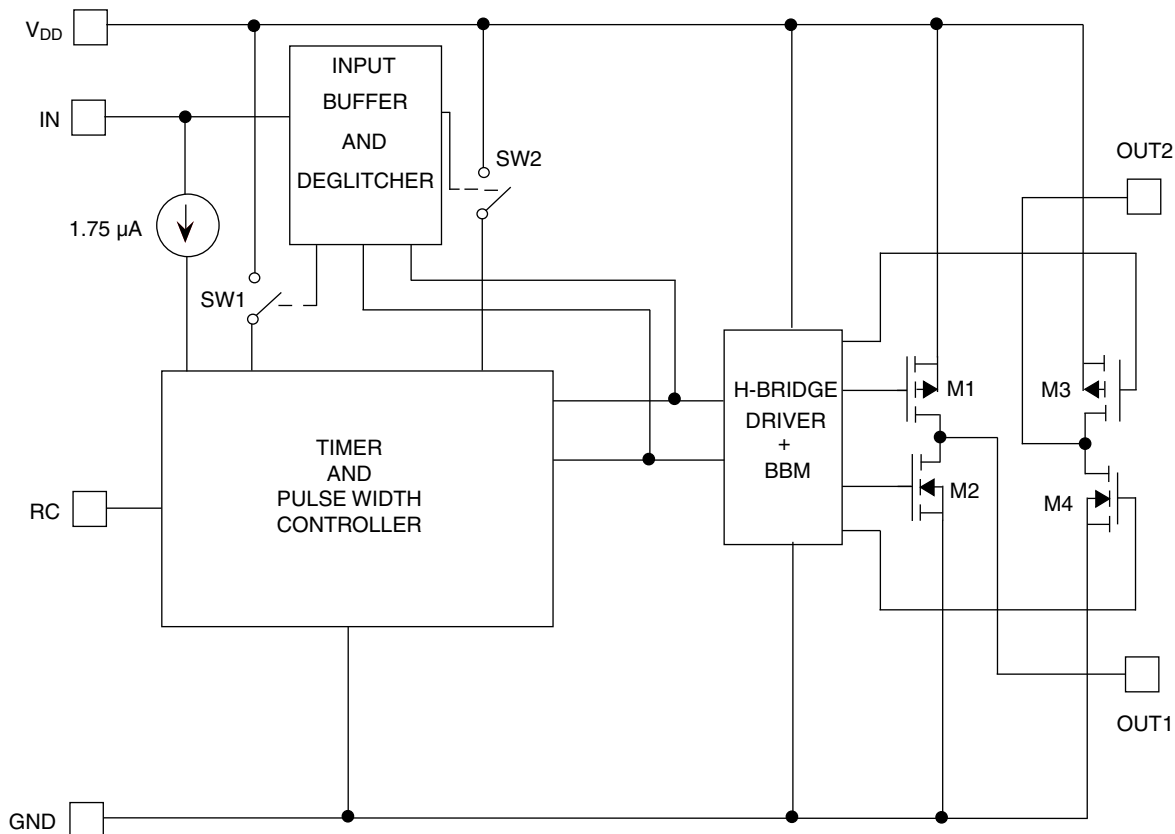 VDD
IN
INPUT
BUFFER
AND
DEGLITCHER
SW2
OUT2
1.75 µA
SW1
H-BRIDGE
DRIVER
+
BBM
M1
M3
M2
M4
TIMER
AND
PULSE WIDTH
CONTROLLER
RC
OUT1
GND